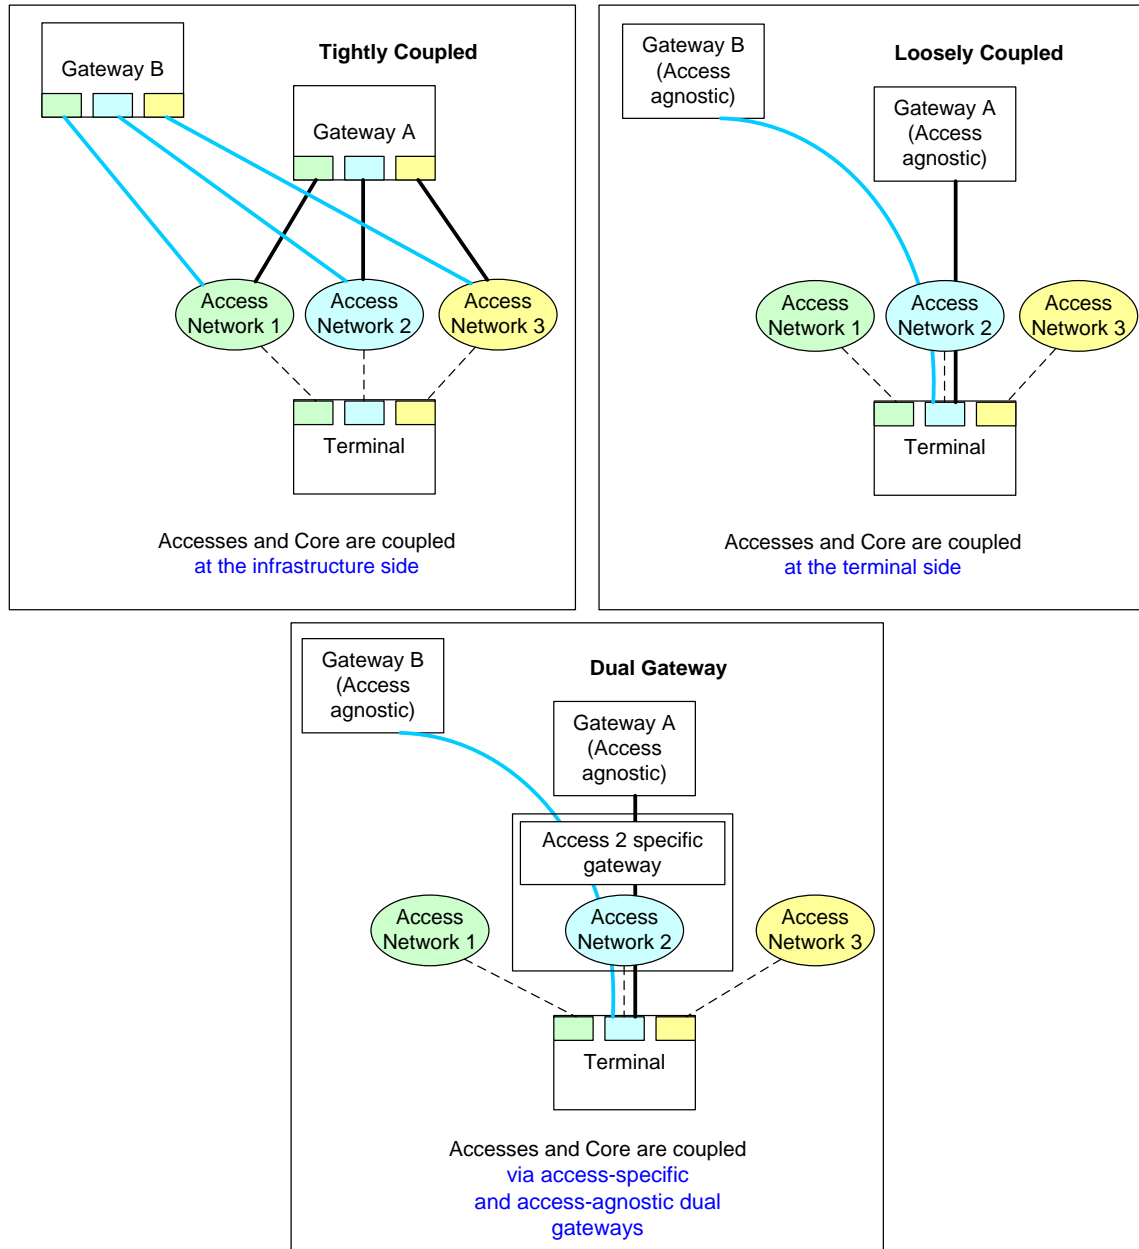 Tightly Coupled
Gateway B
Gateway A
Access
Network 1
Access
Network 2
Access
Network 3
Terminal
Accesses and Core are coupled
at the infrastructure side
Loosely Coupled
Gateway B
(Access
agnostic)
Gateway A
(Access
agnostic)
Access
Network 1
Access
Network 2
Access
Network 3
Terminal
Accesses and Core are coupled
at the terminal side
Dual Gateway
Gateway B
(Access
agnostic)
Gateway A
(Access
agnostic)
Access 2 specific
gateway
Access
Network 1
Access
Network 2
Access
Network 3
Terminal
Accesses and Core are coupled
via access-specific
and access-agnostic dual
gateways